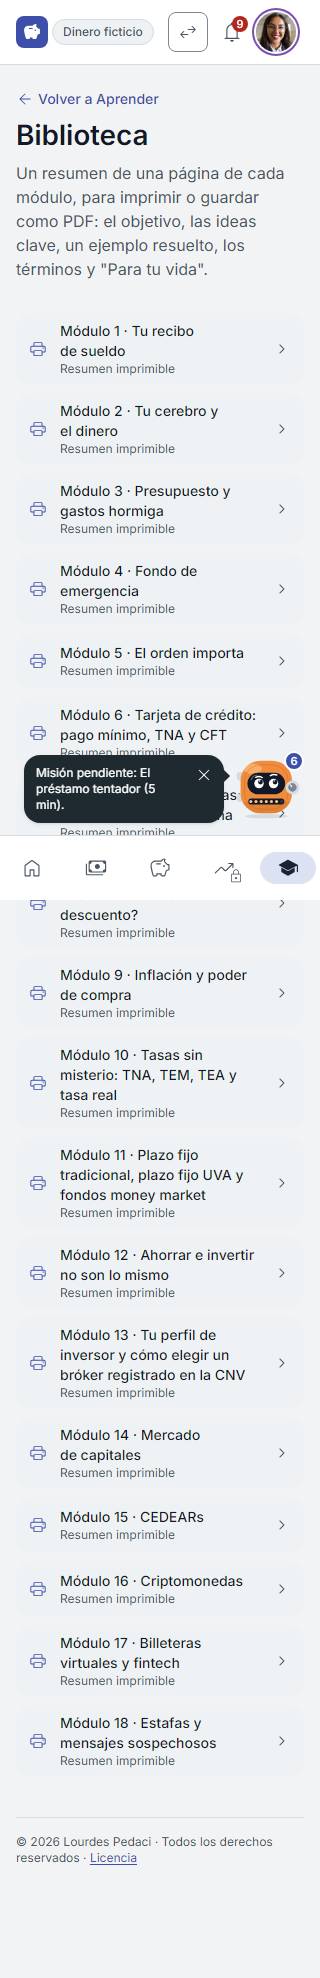 Dinero ficticio
9
Volver a Aprender
Biblioteca
Un resumen de una página de cada
módulo, para imprimir o guardar
como PDF: el objetivo, las ideas
clave, un ejemplo resuelto, los
términos y "Para tu vida".
Módulo 1 · Tu recibo
de sueldo
Resumen imprimible
Módulo 2 · Tu cerebro y
el dinero
Resumen imprimible
Módulo 3 · Presupuesto y
gastos hormiga
Resumen imprimible
Módulo 4 · Fondo de
emergencia
Resumen imprimible
Módulo 5 · El orden importa
Resumen imprimible
Módulo 6 · Tarjeta de crédito:
pago mínimo, TNA y CFT
Resumen imprimible
Misión pendiente: El
préstamo tentador (5
min).
6
Resumen imprimible
descuento?
Resumen imprimible
Módulo 9 · Inflación y poder
de compra
Resumen imprimible
Módulo 10 · Tasas sin
misterio: TNA, TEM, TEA y
tasa real
Resumen imprimible
Módulo 11 · Plazo fijo
tradicional, plazo fijo UVA y
fondos money market
Resumen imprimible
Módulo 12 · Ahorrar e invertir
no son lo mismo
Resumen imprimible
Módulo 13 · Tu perfil de
inversor y cómo elegir un
bróker registrado en la CNV
Resumen imprimible
Módulo 14 · Mercado
de capitales
Resumen imprimible
Módulo 15 · CEDEARs
Resumen imprimible
Módulo 16 · Criptomonedas
Resumen imprimible
Módulo 17 · Billeteras
virtuales y fintech
Resumen imprimible
Módulo 18 · Estafas y
mensajes sospechosos
Resumen imprimible
© 2026 Lourdes Pedaci · Todos los derechos
reservados · Licencia